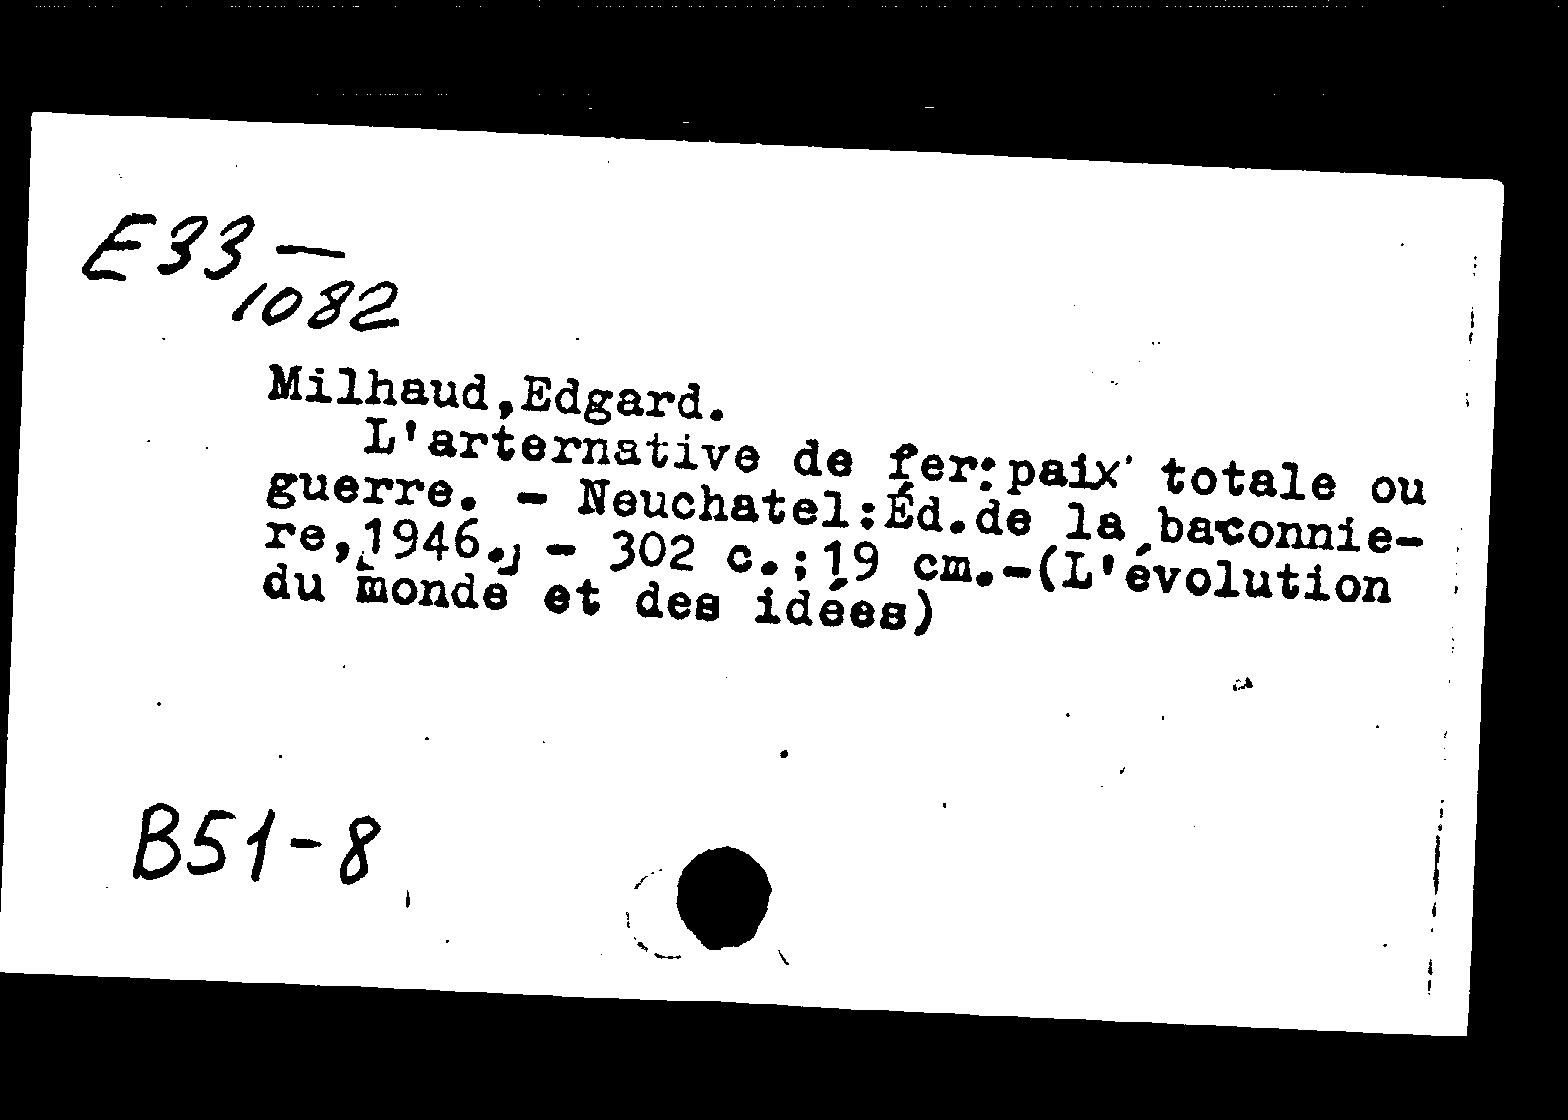 E33—
1082
Milhaud,Edgard.
L'arternative de fer:paix totale ou
guerre. - Neuchatel:Éd.de la baconnie-
re,[1946.] - 302 c.;19 cm.-(L'évolution
du monde et des idées)
B51-8